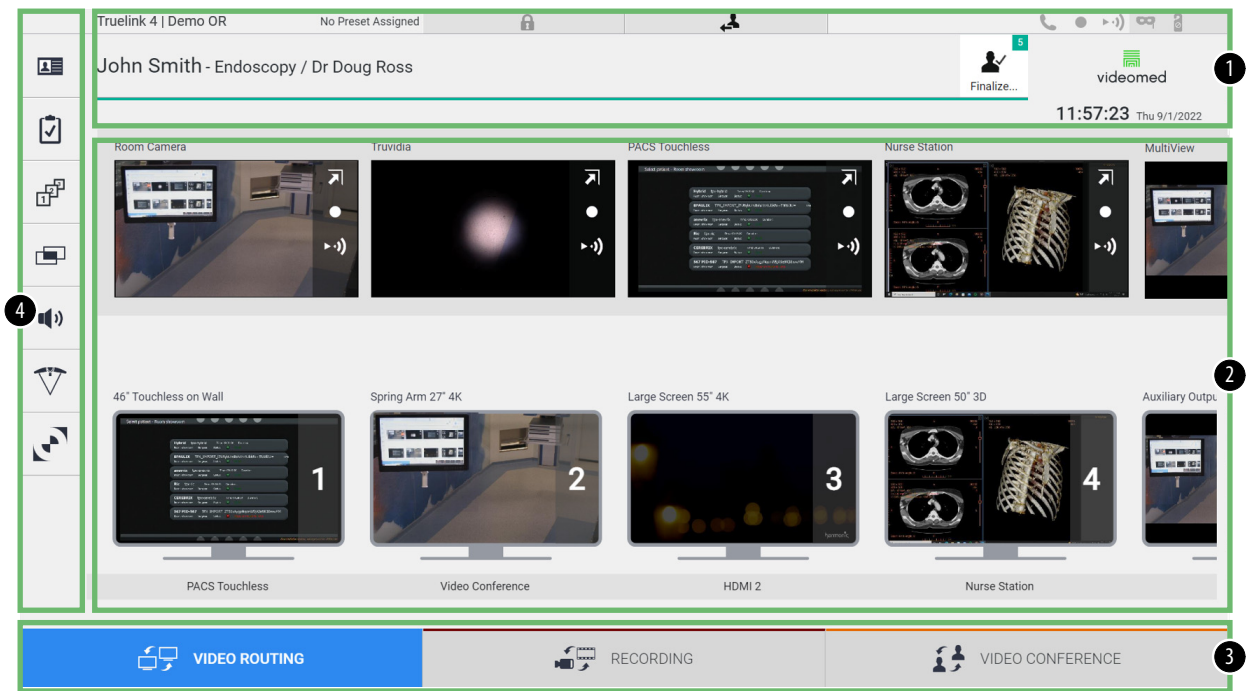 Truelink 4 | Demo OR No Preset Assigned
John Smith - Endoscopy / Dr Doug Ross
5
Finalize...
videomed
1
11:57:23 Thu 9/1/2022
Room Camera Truvidia PACS Touchless Nurse Station MultiView
4
2
46" Touchless on Wall Spring Arm 27" 4K Large Screen 55" 4K Large Screen 50" 3D Auxiliary Outpu
1 2 3 4
PACS Touchless Video Conference HDMI 2 Nurse Station
VIDEO ROUTING RECORDING VIDEO CONFERENCE 3